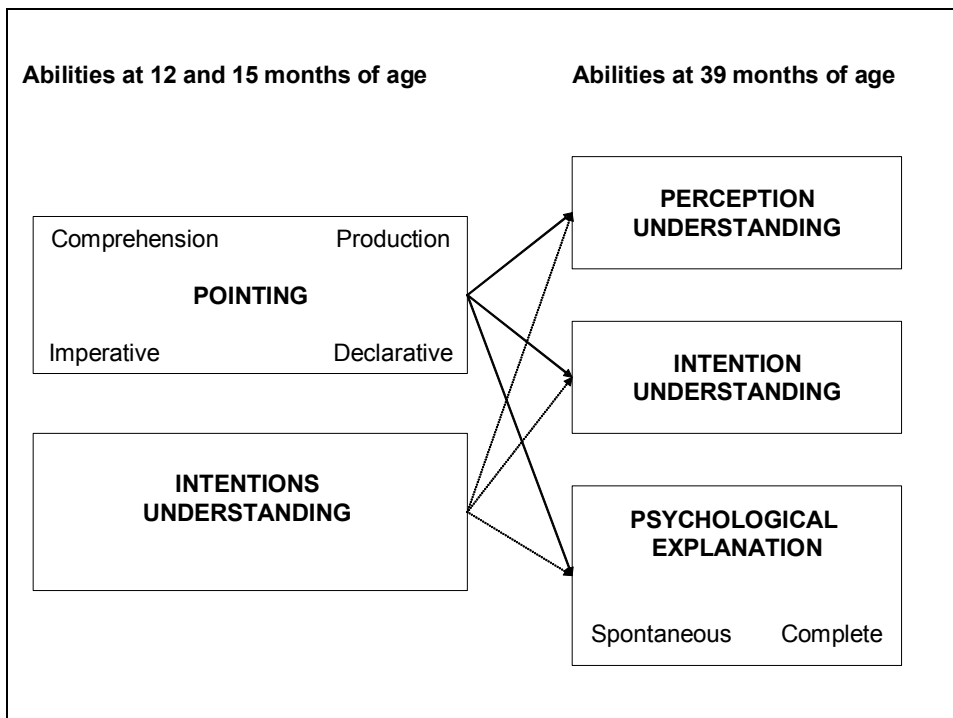 Abilities at 12 and 15 months of age
Abilities at 39 months of age
Comprehension Production
POINTING
Imperative Declarative
INTENTIONS
UNDERSTANDING
PERCEPTION
UNDERSTANDING
INTENTION
UNDERSTANDING
PSYCHOLOGICAL
EXPLANATION
Spontaneous Complete